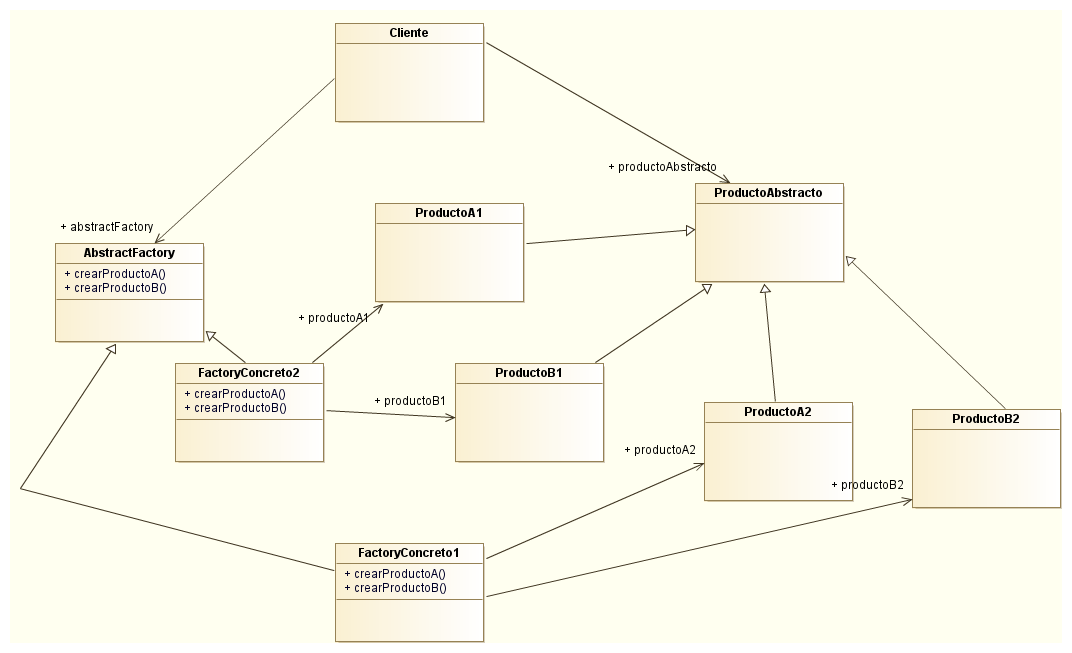 Cliente
+ productoAbstracto
ProductoAbstracto
ProductoA1
+ abstractFactory
AbstractFactory
+ crearProductoA()
+ crearProductoB()
+ productoA1
FactoryConcreto2
+ crearProductoA()
+ crearProductoB()
+ productoB1
ProductoB1
ProductoA2
ProductoB2
+ productoA2
+ productoB2
FactoryConcreto1
+ crearProductoA()
+ crearProductoB()